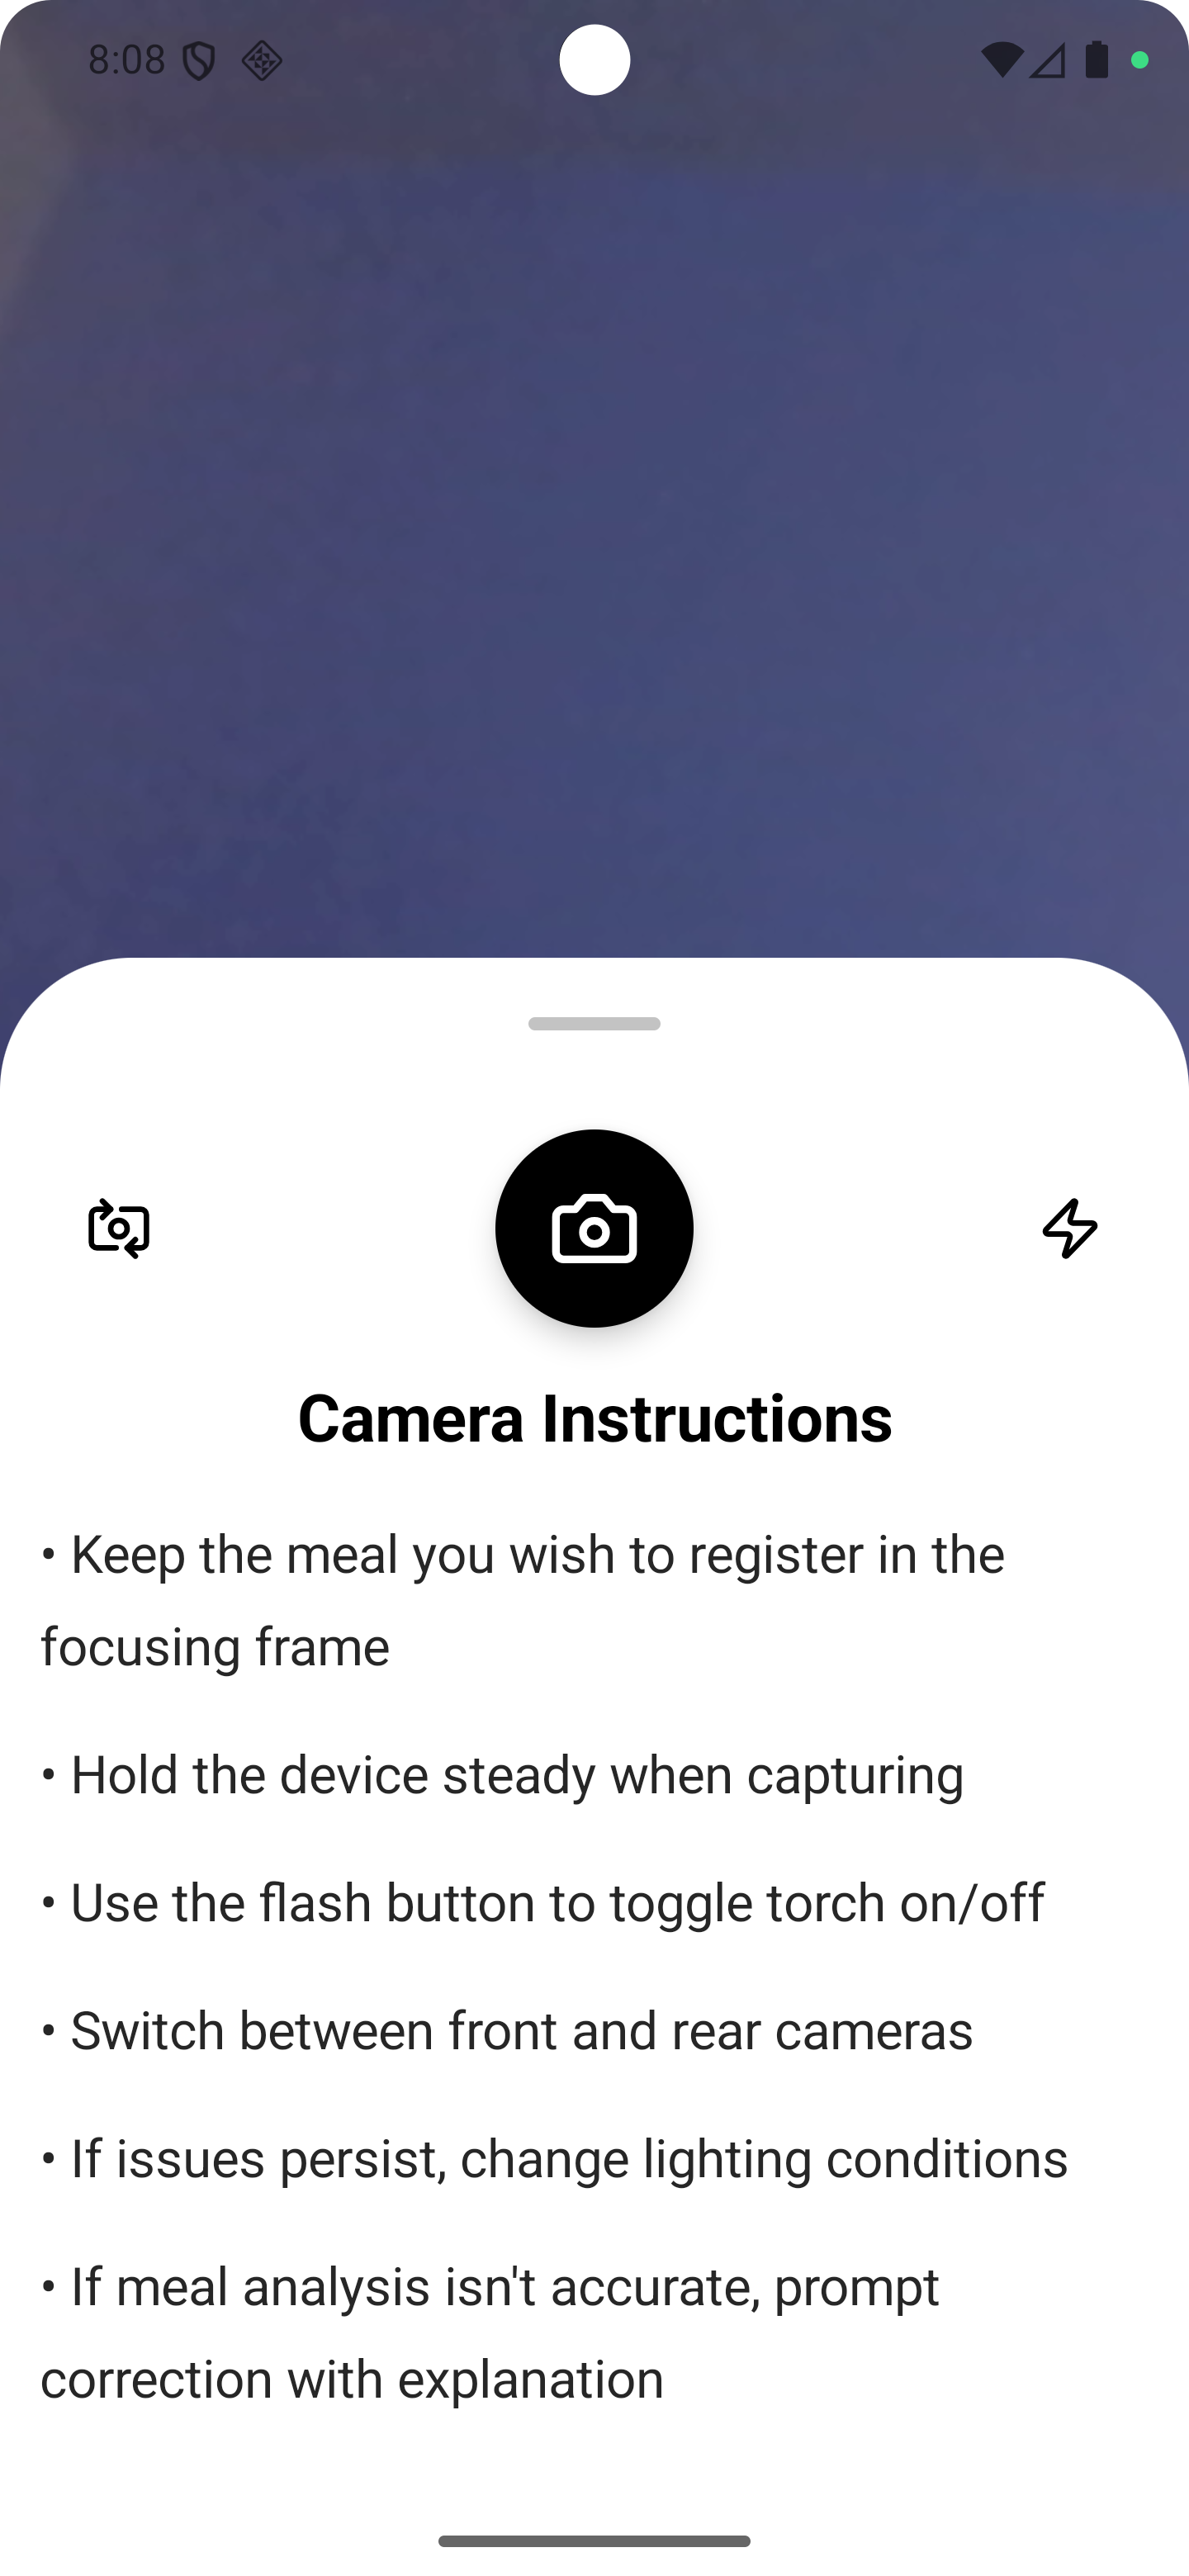 8:08
Camera Instructions
• Keep the meal you wish to register in the
focusing frame
• Hold the device steady when capturing
• Use the flash button to toggle torch on/off
• Switch between front and rear cameras
• If issues persist, change lighting conditions
• If meal analysis isn't accurate, prompt
correction with explanation